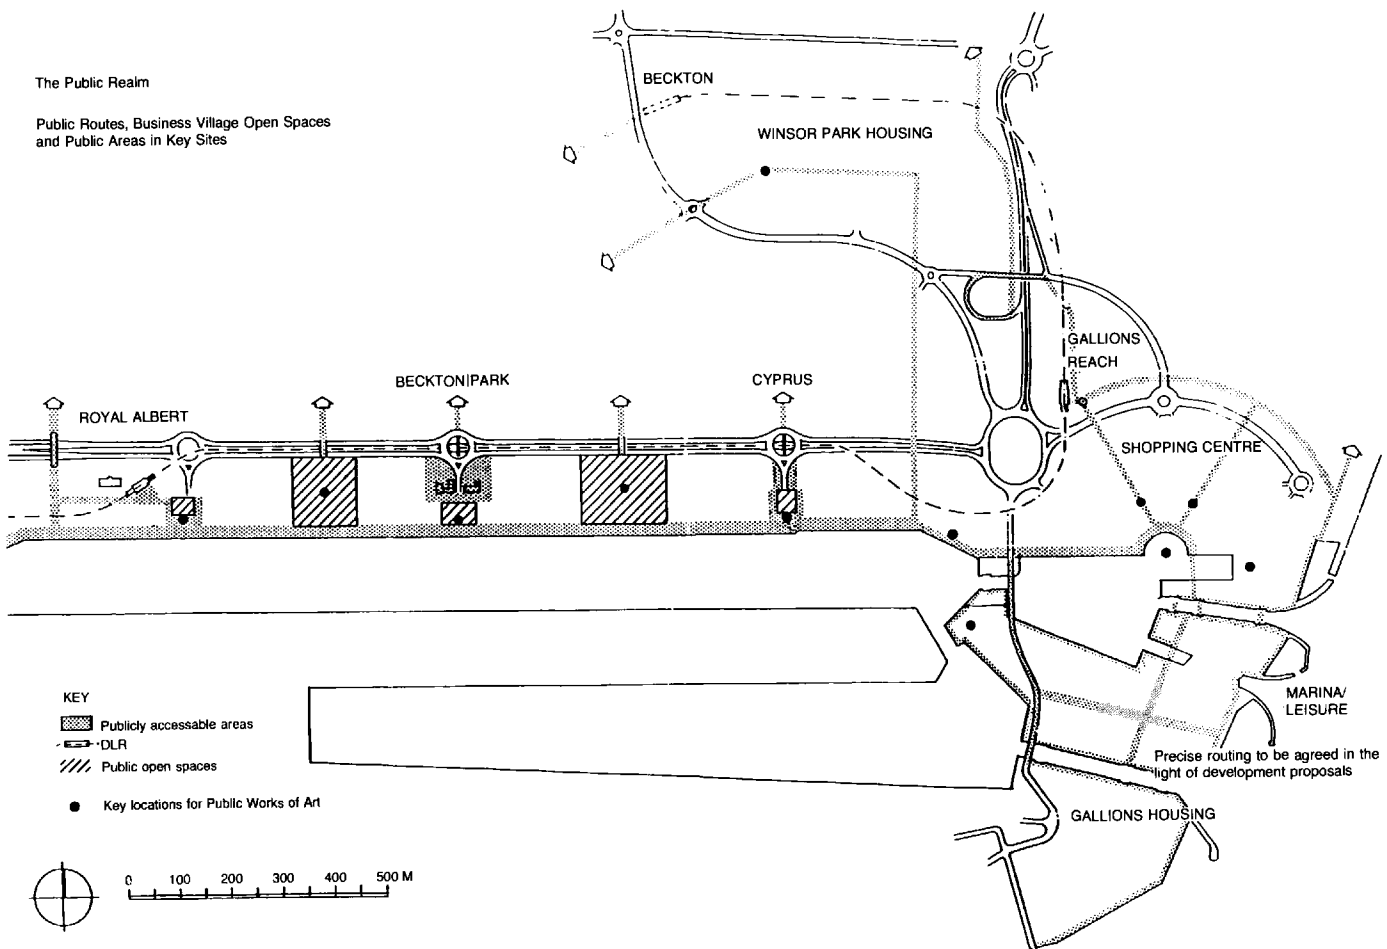 The Public Realm
Public Routes, Business Village Open Spaces
and Public Areas in Key Sites
BECKTON
WINSOR PARK HOUSING
GALLIONS
REACH
BECKTON PARK
CYPRUS
ROYAL ALBERT
SHOPPING CENTRE
MARINA/
LEISURE
Precise routing to be agreed in the
light of development proposals
GALLIONS HOUSING
KEY
Publicly accessable areas
DLR
Public open spaces
Key locations for Public Works of Art
0 100 200 300 400 500 M